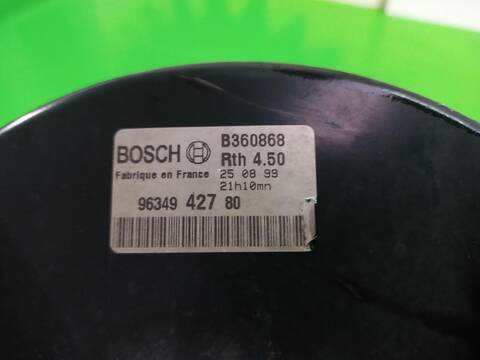 B360868
BOSCH Rth 4.50
Fabrique en France 25 08 99
21h10mn
96349 427 80